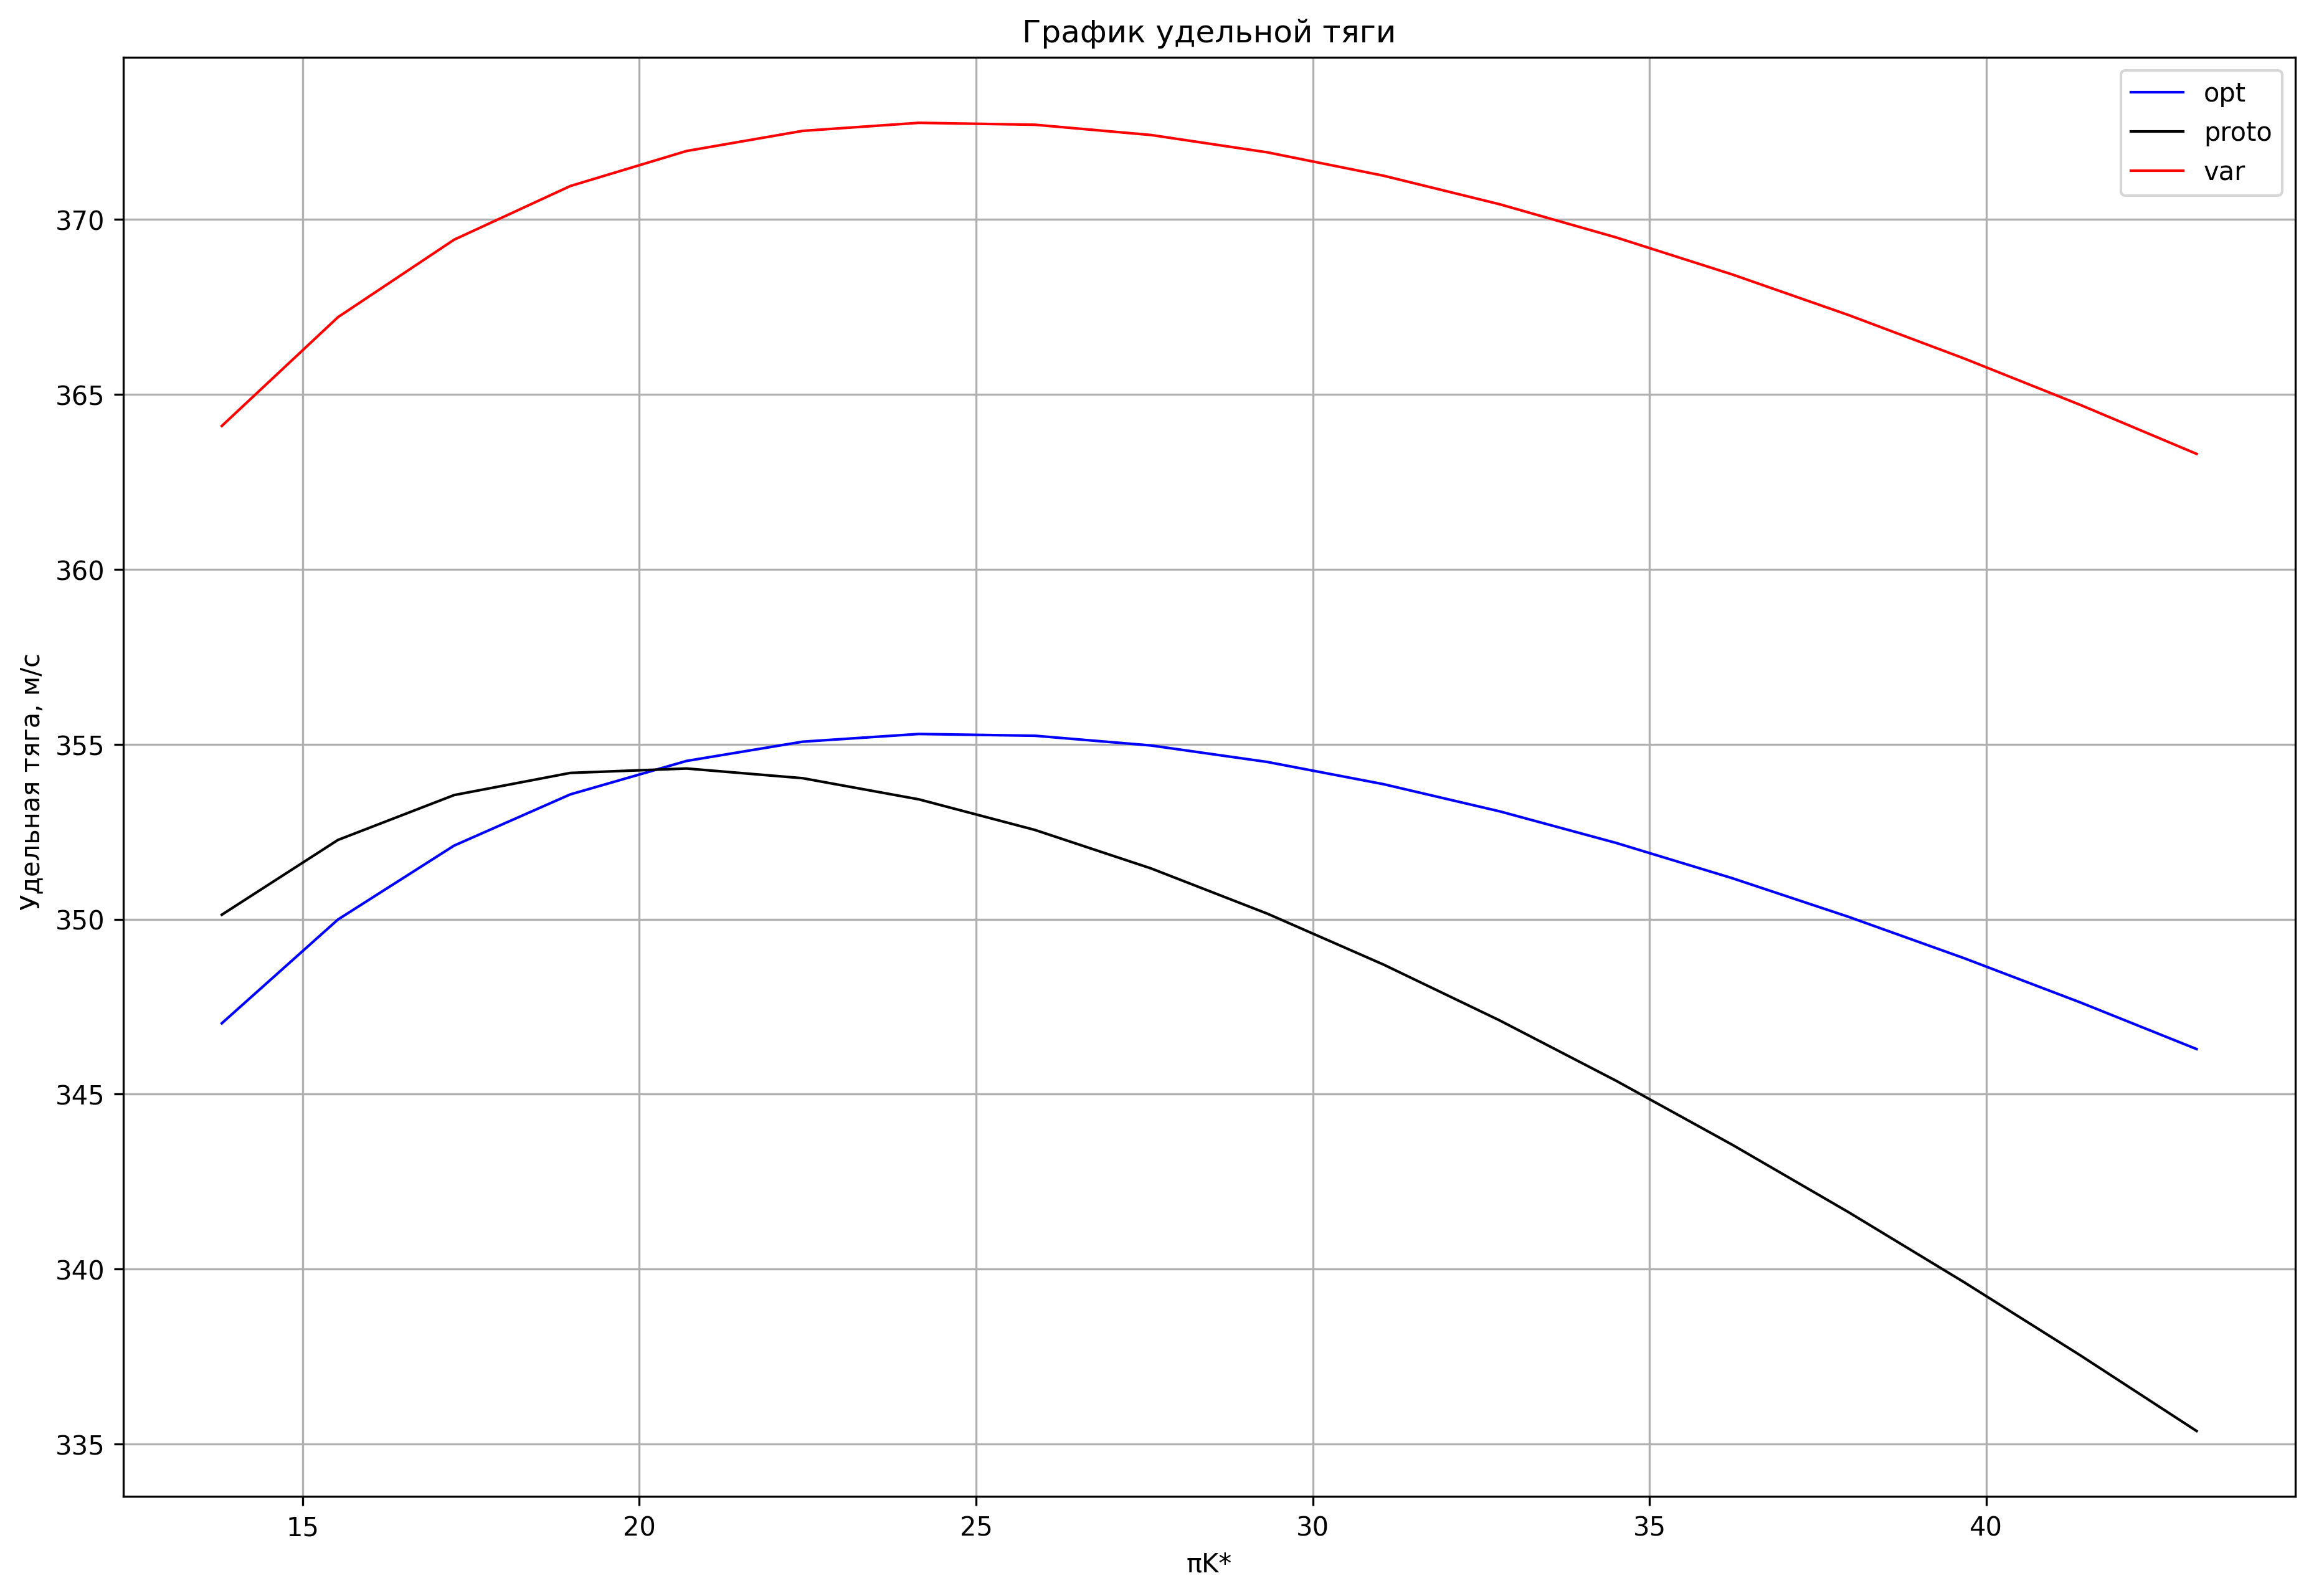 График удельной тяги
opt
proto
var
Удельная тяга, м/с
370
365
360
355
350
345
340
335
15 20 25 30 35 40
πК*